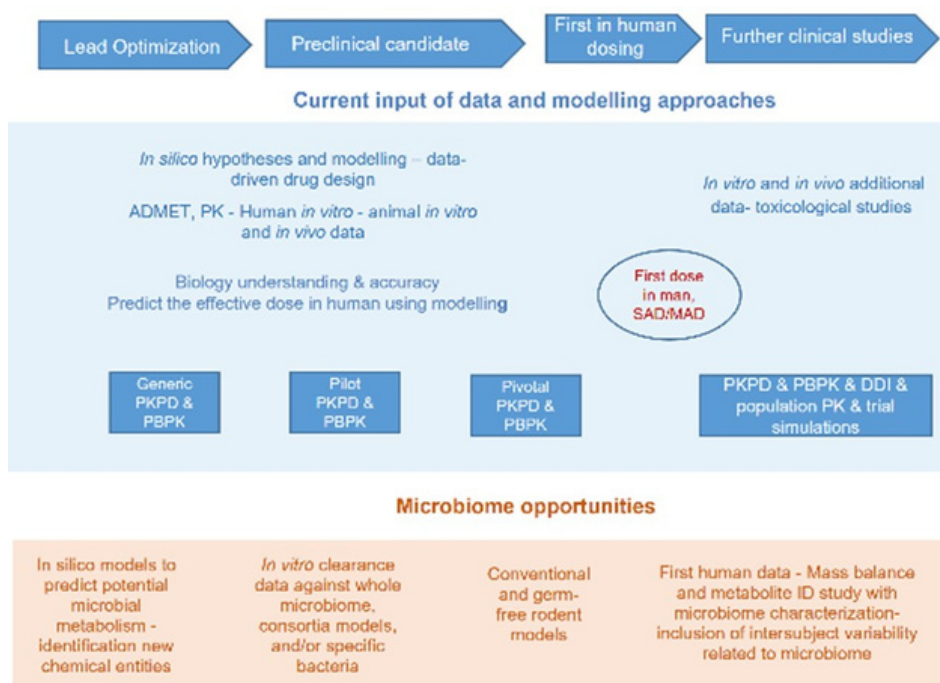 Lead Optimization
Preclinical candidate
First in human
dosing
Further clinical studies
Current input of data and modelling approaches
In silico hypotheses and modelling – data-
driven drug design
ADMET, PK - Human in vitro - animal in vitro
and in vivo data
In vitro and in vivo additional
data- toxicological studies
Biology understanding & accuracy
Predict the effective dose in human using modelling
First dose
in man,
SAD/MAD
Generic
PKPD &
PBPK
Pilot
PKPD &
PBPK
Pivotal
PKPD &
PBPK
PKPD & PBPK & DDI &
population PK & trial
simulations
Microbiome opportunities
In silico models to
predict potential
microbial
metabolism -
identification new
chemical entities
In vitro clearance
data against whole
microbiome,
consortia models,
and/or specific
bacteria
Conventional
and germ-
free rodent
models
First human data - Mass balance
and metabolite ID study with
microbiome characterization-
inclusion of intersubject variability
related to microbiome